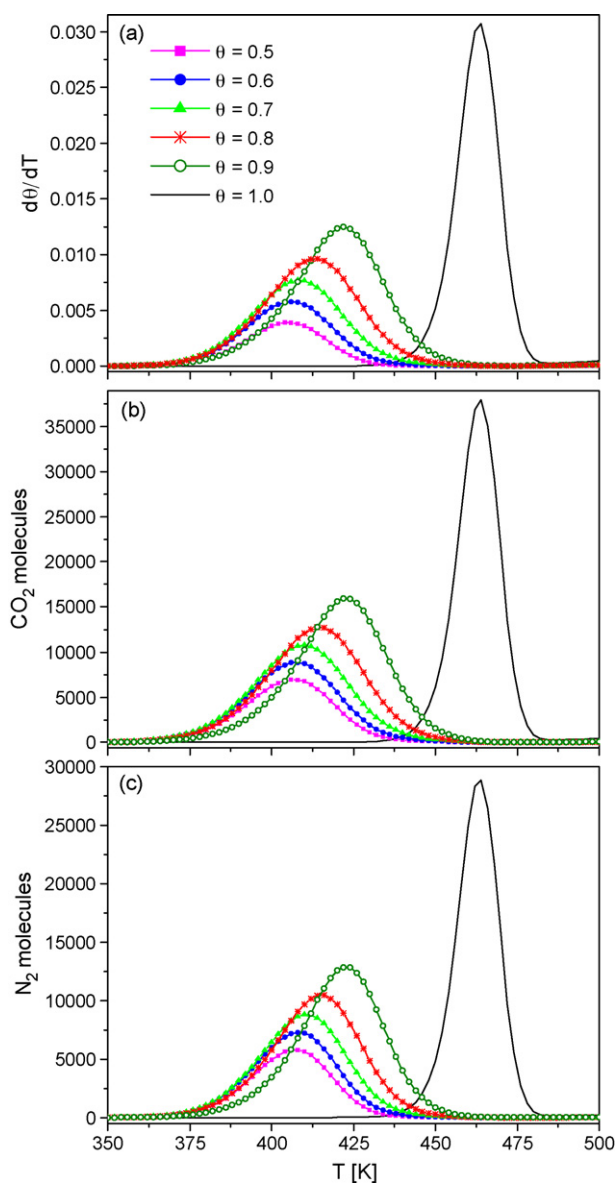 (a)
θ = 0.5
θ = 0.6
θ = 0.7
θ = 0.8
θ = 0.9
θ = 1.0
dθ/dT
0.030
0.025
0.020
0.015
0.010
0.005
0.000
(b)
CO₂ molecules
35000
30000
25000
20000
15000
10000
5000
0
(c)
N₂ molecules
30000
25000
20000
15000
10000
5000
0
350 400 425 450 475 500
T [K]